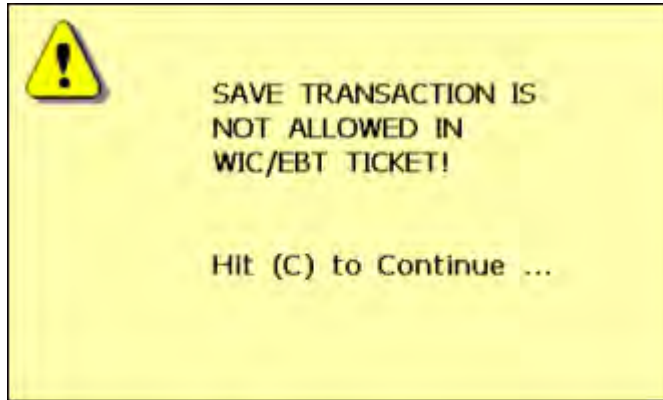 SAVE TRANSACTION IS
NOT ALLOWED IN
WIC/EBT TICKET!
Hit (C) to Continue ...